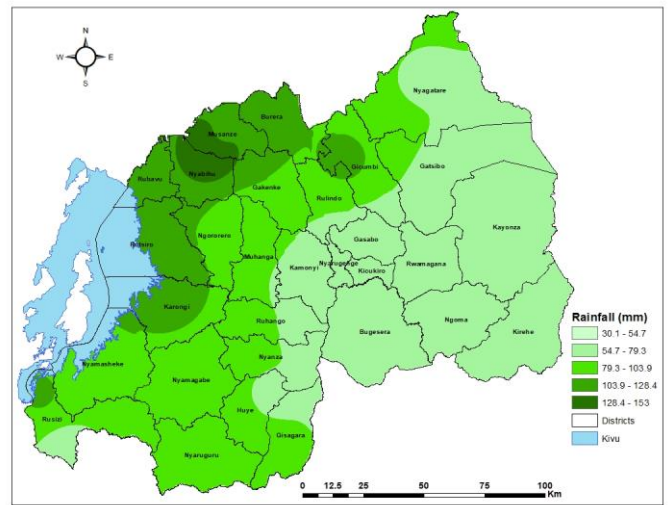 N
W E
S
Nyagatare
Burera
Musanze
Gicumbi
Nyabihu
Gatsibo
Rubavu
Gakenke
Rulindo
Kayonza
Rutsiro
Ngororero
Gasabo
Muhanga
Nyarugenge
Rwamagana
Kamonyi
Kicukiro
Karongi
Ngoma
Ruhango
Bugesera
Kirehe
Nyanza
Nyamasheke
Nyamagabe
Huye
Rusizi
Gisagara
Nyaruguru
Rainfall (mm)
30.1 - 54.7
54.7 - 79.3
79.3 - 103.9
103.9 - 128.4
128.4 - 153
Districts
Kivu
0 12.5 25 50 75 100
Km